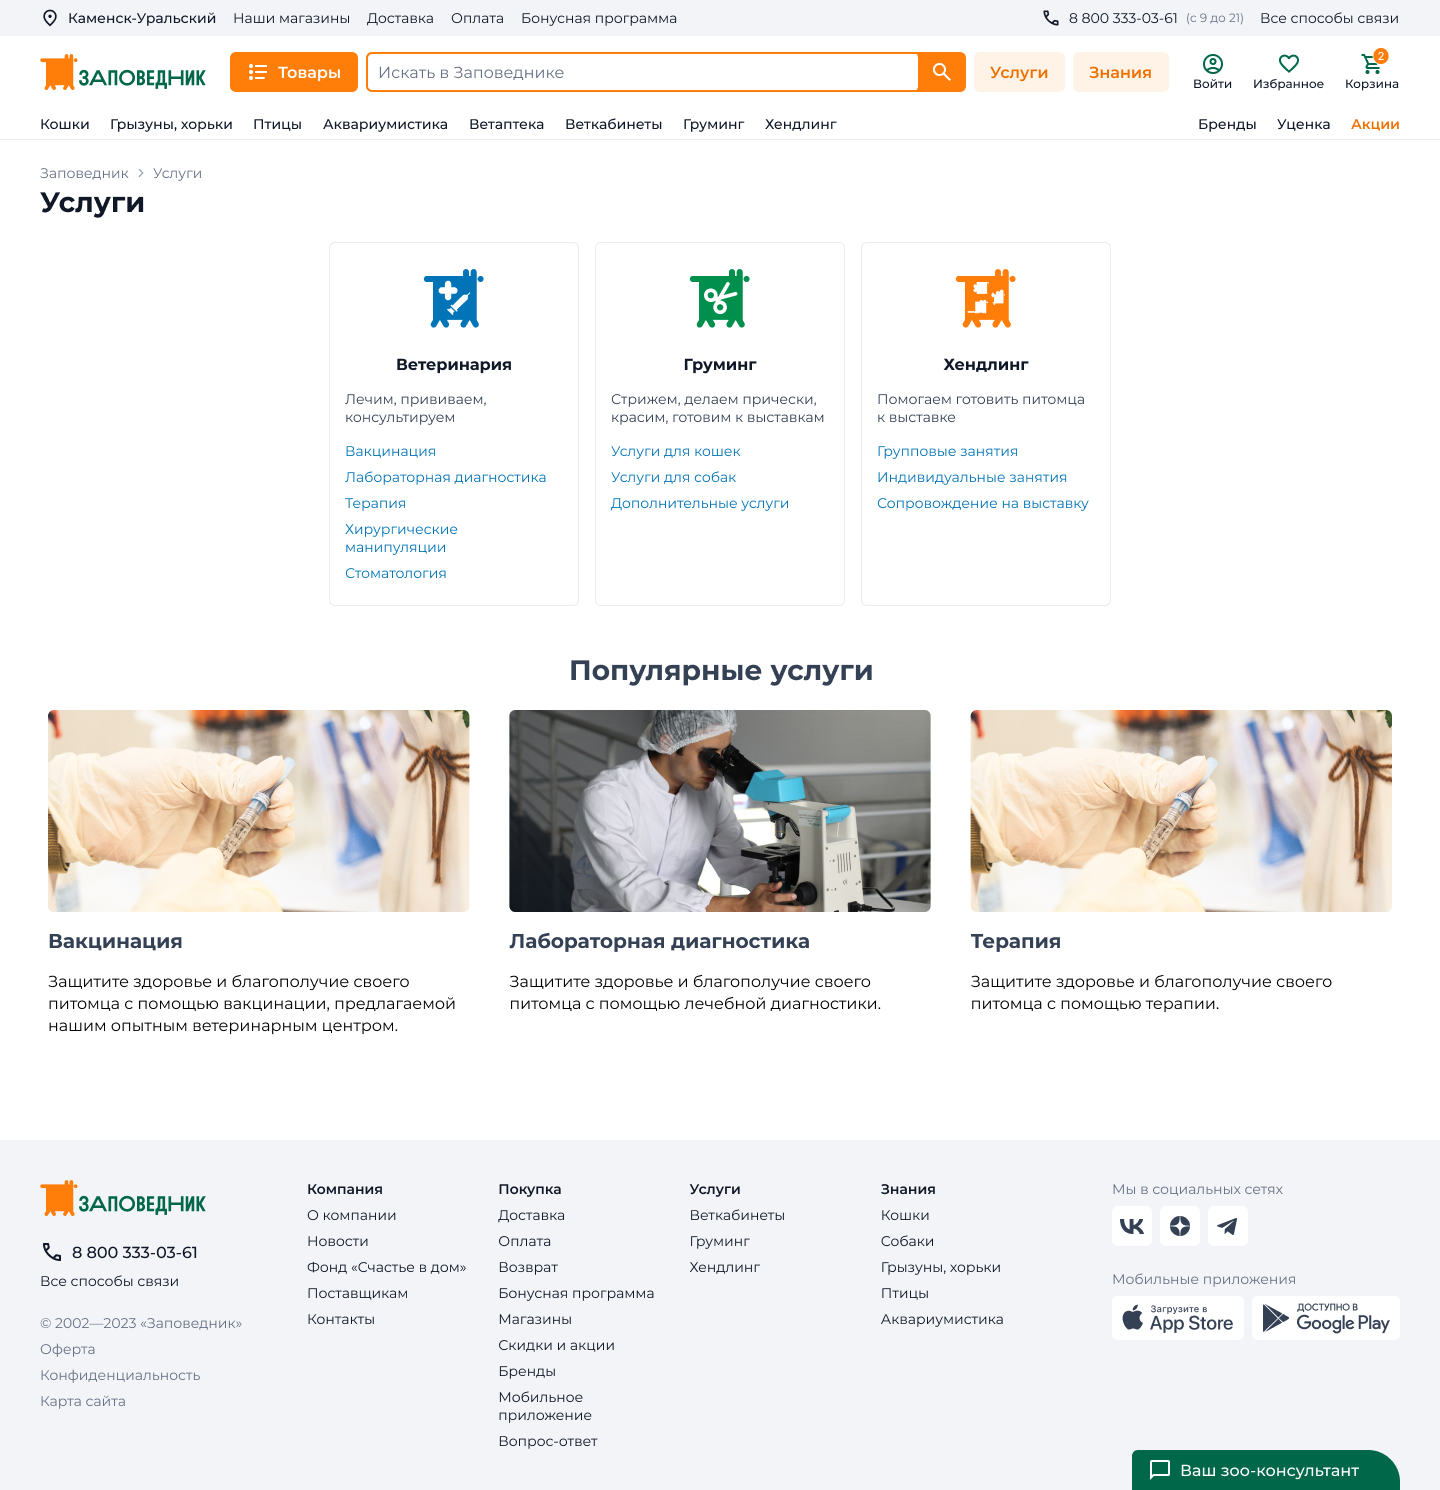 Каменск-Уральский Наши магазины Доставка Оплата Бонусная программа 8 800 333-03-61 (с 9 до 21) Все способы связи
ЗАПОВЕДНИК Товары Искать в Заповеднике Услуги Знания Войти Избранное 2 Корзина
Кошки Грызуны, хорьки Птицы Аквариумистика Ветаптека Веткабинеты Груминг Хендлинг Бренды Уценка Акции
Заповедник Услуги
Услуги
Ветеринария
Лечим, прививаем,
консультируем
Вакцинация
Лабораторная диагностика
Терапия
Хирургические
манипуляции
Стоматология
Груминг
Стрижем, делаем прически,
красим, готовим к выставкам
Услуги для кошек
Услуги для собак
Дополнительные услуги
Хендлинг
Помогаем готовить питомца
к выставке
Групповые занятия
Индивидуальные занятия
Сопровождение на выставку
Популярные услуги
Вакцинация
Защитите здоровье и благополучие своего
питомца с помощью вакцинации, предлагаемой
нашим опытным ветеринарным центром.
Лабораторная диагностика
Защитите здоровье и благополучие своего
питомца с помощью лечебной диагностики.
Терапия
Защитите здоровье и благополучие своего
питомца с помощью терапии.
ЗАПОВЕДНИК
8 800 333-03-61
Все способы связи
© 2002—2023 «Заповедник»
Оферта
Конфиденциальность
Карта сайта
Компания
О компании
Новости
Фонд «Счастье в дом»
Поставщикам
Контакты
Покупка
Доставка
Оплата
Возврат
Бонусная программа
Магазины
Скидки и акции
Бренды
Мобильное
приложение
Вопрос-ответ
Услуги
Веткабинеты
Груминг
Хендлинг
Знания
Кошки
Собаки
Грызуны, хорьки
Птицы
Аквариумистика
Мы в социальных сетях
Мобильные приложения
Загрузите в
App Store
ДОСТУПНО В
Google Play
Ваш зоо-консультант